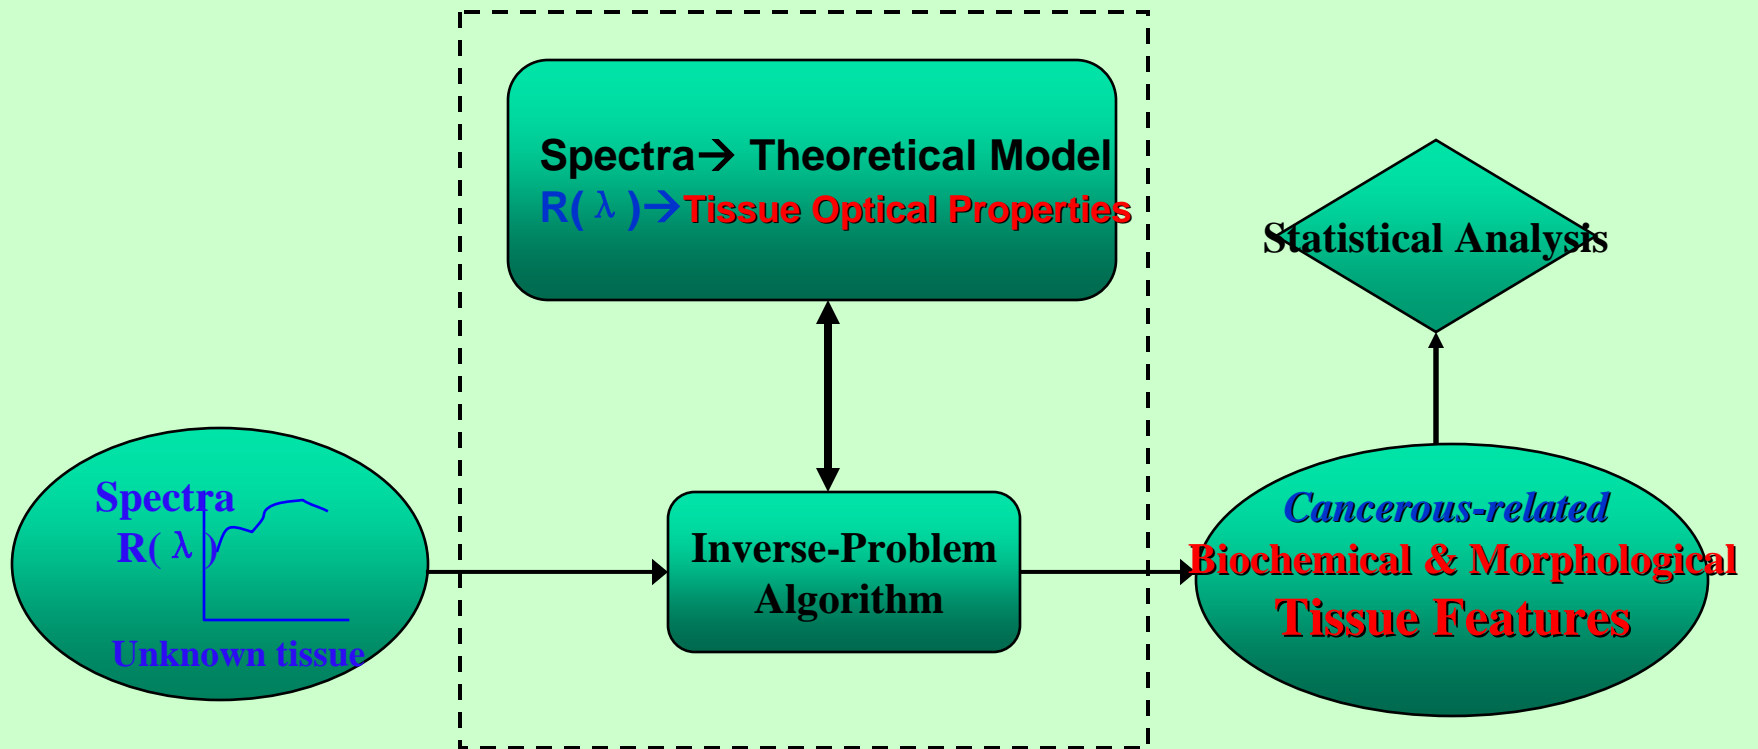 Spectra→ Theoretical Model
R( λ )→Tissue Optical Properties
Statistical Analysis
Spectra
R( λ )
Unknown tissue
Inverse-Problem
Algorithm
Cancerous-related
Biochemical & Morphological
Tissue Features